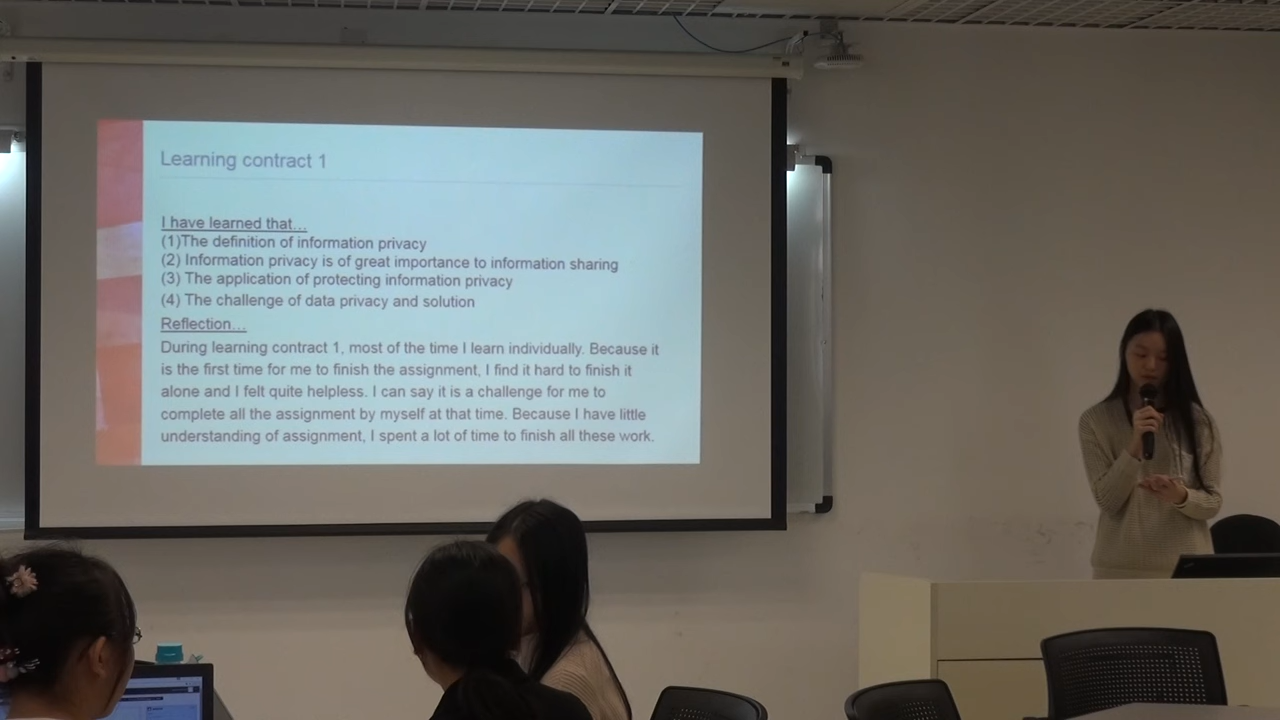 Learning contract 1
I have learned that...
(1)The definition of information privacy
(2) Information privacy is of great importance to information sharing
(3) The application of protecting information privacy
(4) The challenge of data privacy and solution
Reflection...
During learning contract 1, most of the time I learn individually. Because it
is the first time for me to finish the assignment, I find it hard to finish it
alone and I felt quite helpless. I can say it is a challenge for me to
complete all the assignment by myself at that time. Because I have little
understanding of assignment, I spent a lot of time to finish all these work.